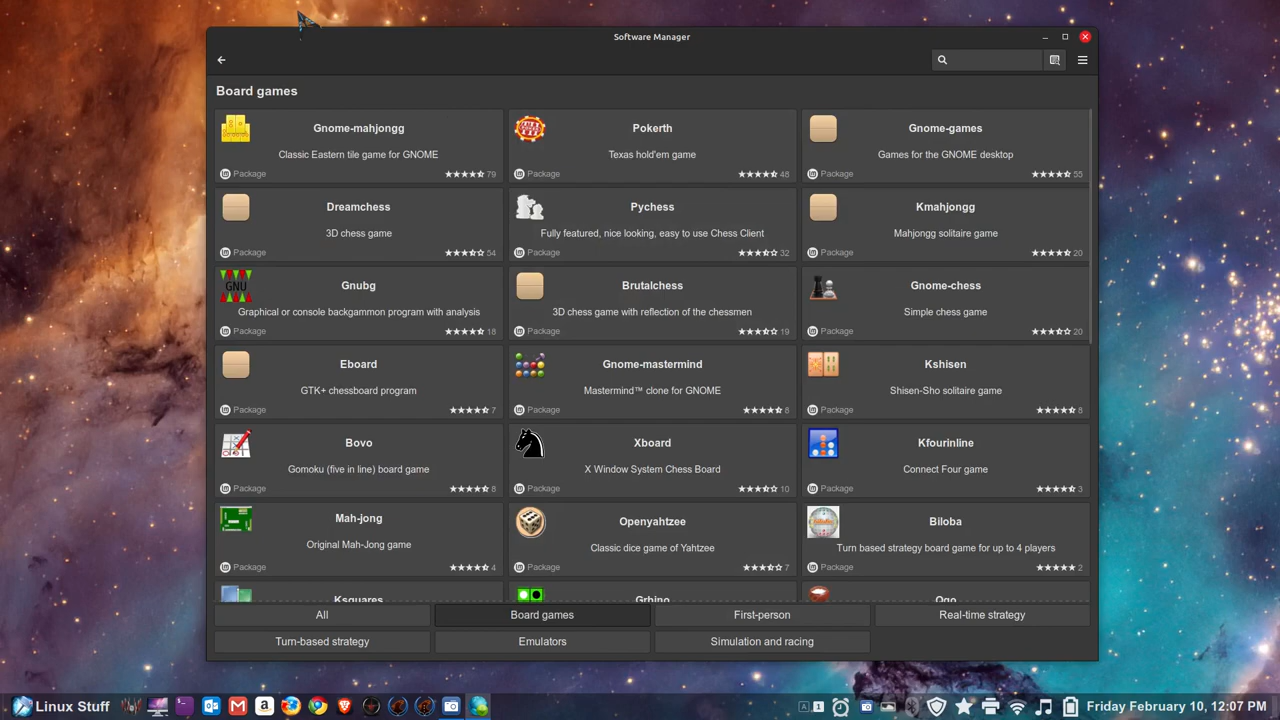 Software Manager
Board games
Gnome-mahjongg
Classic Eastern tile game for GNOME
Package 79
Pokerth
Texas hold'em game
Package 48
Gnome-games
Games for the GNOME desktop
Package 55
Dreamchess
3D chess game
Package 54
Pychess
Fully featured, nice looking, easy to use Chess Client
Package 32
Kmahjongg
Mahjongg solitaire game
Package 20
GNU
Gnubg
Graphical or console backgammon program with analysis
Package 18
Brutalchess
3D chess game with reflection of the chessmen
Package 19
Gnome-chess
Simple chess game
Package 20
Eboard
GTK+ chessboard program
Package 7
Gnome-mastermind
Mastermind™ clone for GNOME
Package 8
Kshisen
Shisen-Sho solitaire game
Package 8
Bovo
Gomoku (five in line) board game
Package 8
Xboard
X Window System Chess Board
Package 10
Kfourinline
Connect Four game
Package 3
Mah-jong
Original Mah-Jong game
Package 4
Openyahtzee
Classic dice game of Yahtzee
Package 7
Biloba
Turn based strategy board game for up to 4 players
Package 2
Ksquares
Grhino
All
Board games
First-person
Real-time strategy
Turn-based strategy
Emulators
Simulation and racing
Linux Stuff
A 1
Friday February 10, 12:07 PM